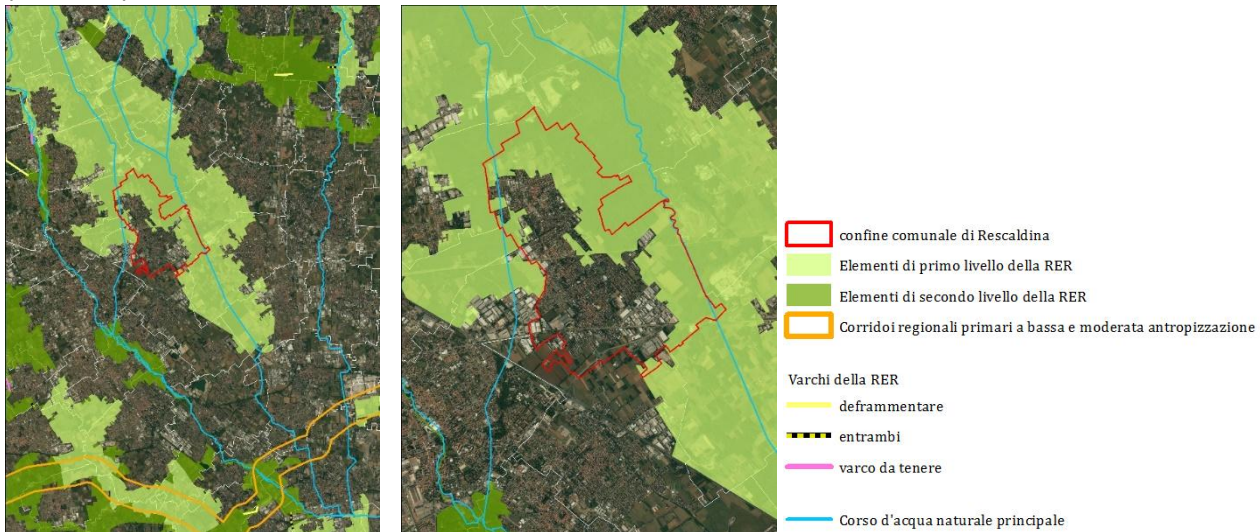 confine comunale di Rescaldina
Elementi di primo livello della RER
Elementi di secondo livello della RER
Corridoi regionali primari a bassa e moderata antropizzazione
Varchi della RER
deframmentare
entrambi
varco da tenere
Corso d'acqua naturale principale